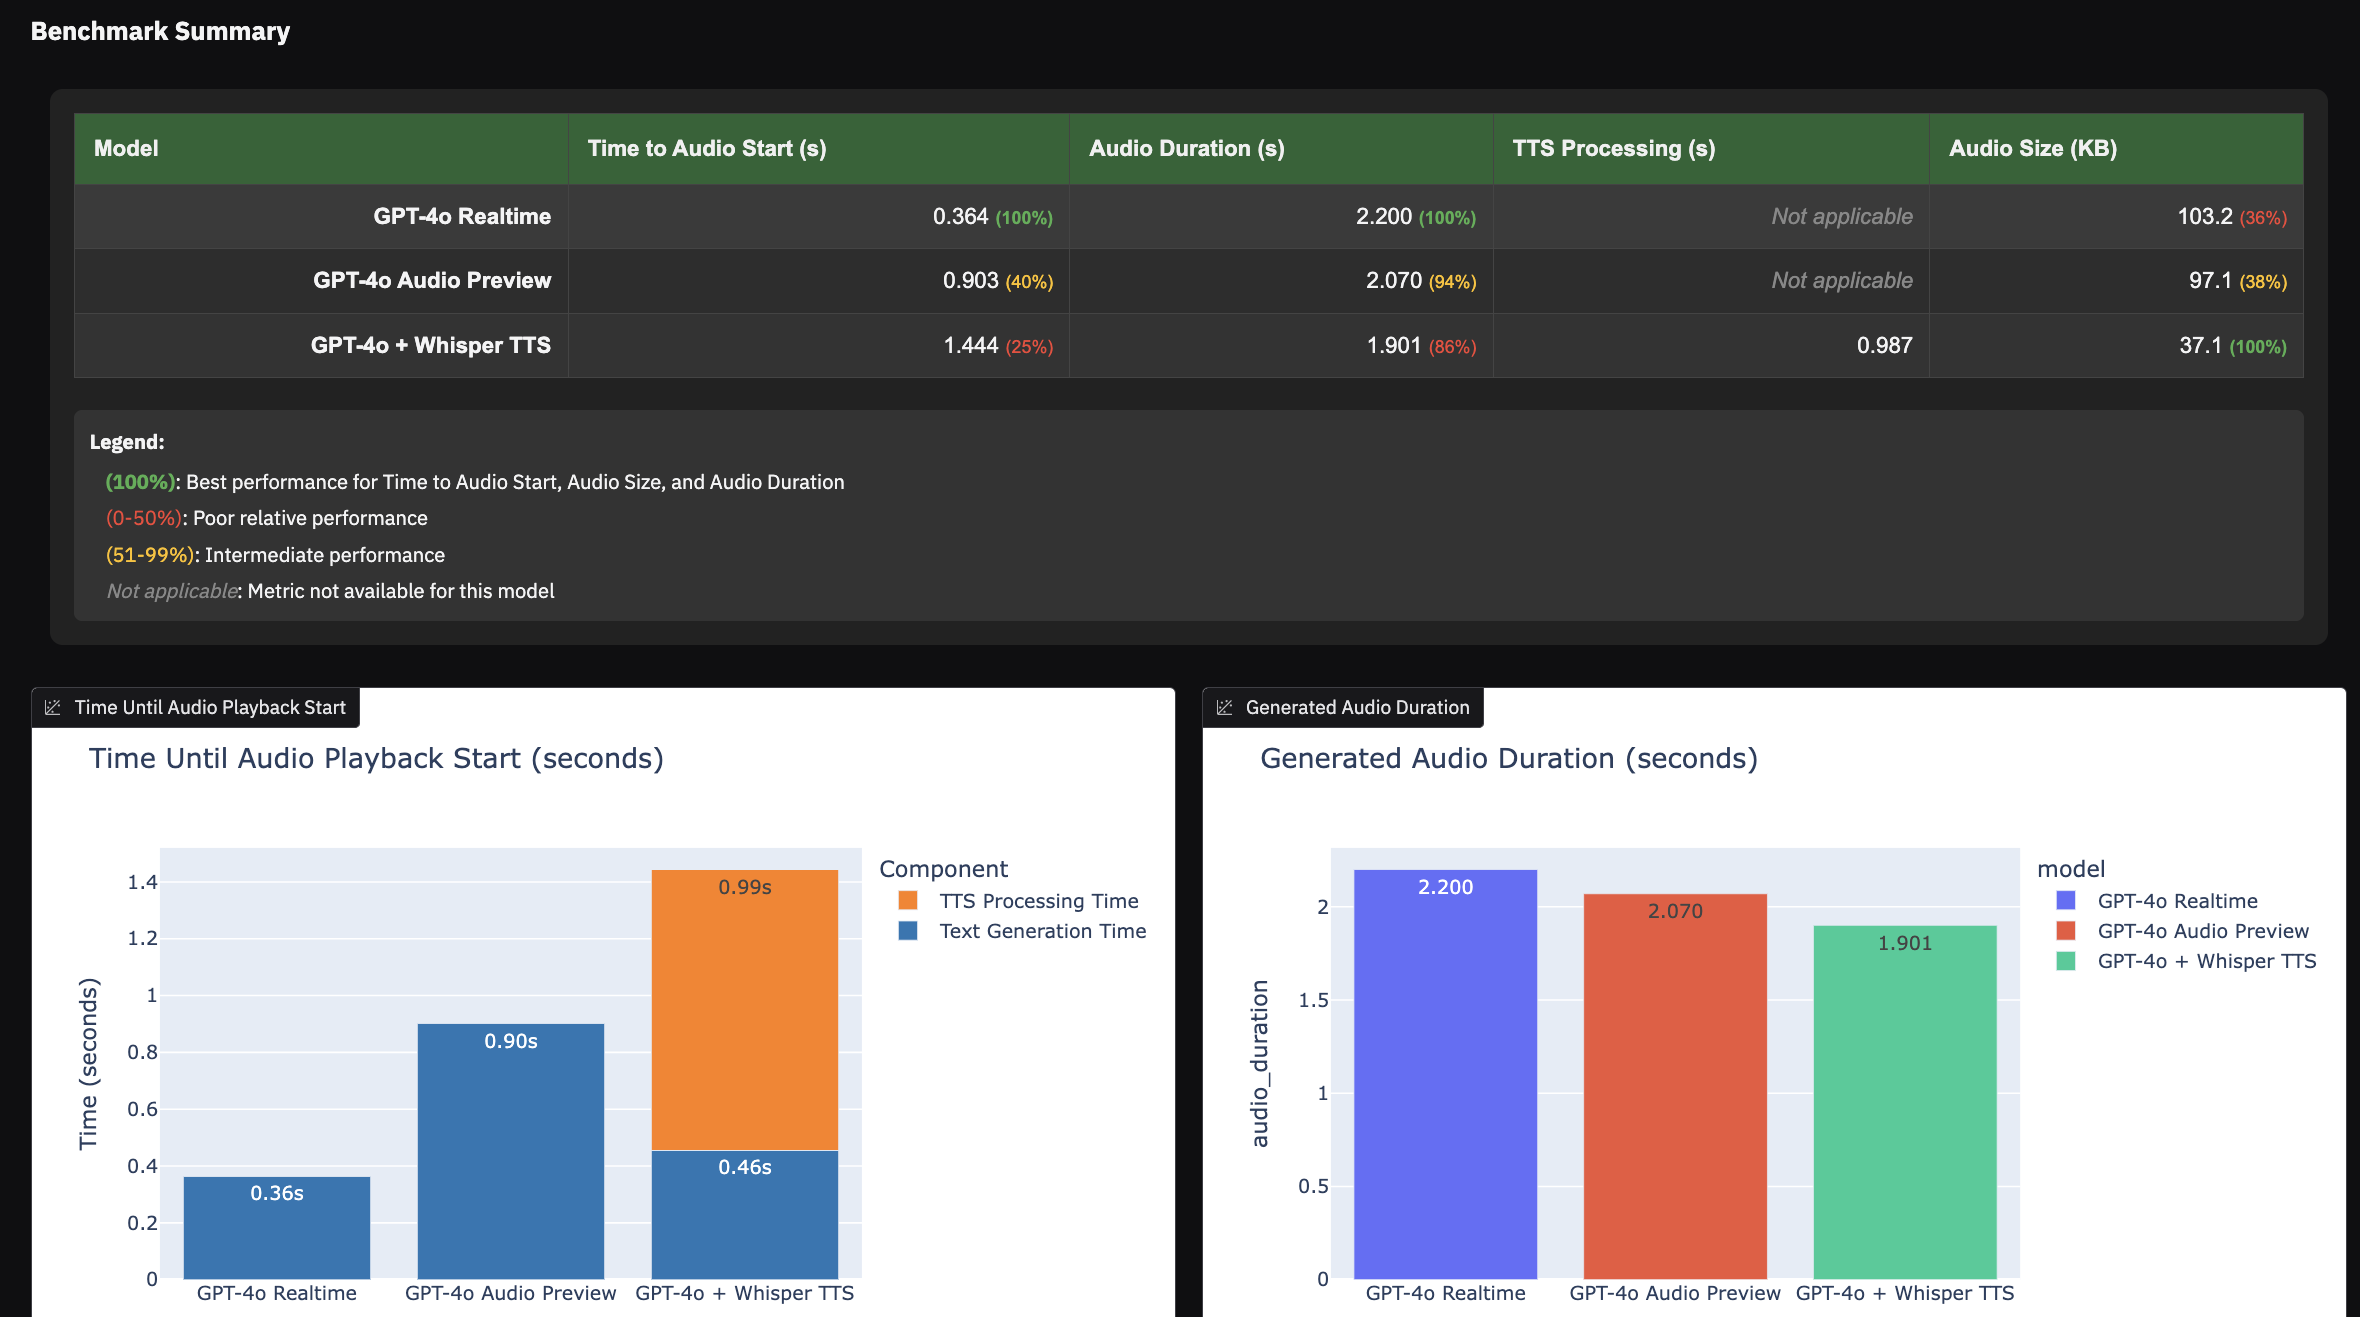 Benchmark Summary
Model Time to Audio Start (s) Audio Duration (s) TTS Processing (s) Audio Size (KB)
GPT-4o Realtime 0.364 (100%) 2.200 (100%) Not applicable 103.2 (36%)
GPT-4o Audio Preview 0.903 (40%) 2.070 (94%) Not applicable 97.1 (38%)
GPT-4o + Whisper TTS 1.444 (25%) 1.901 (86%) 0.987 37.1 (100%)
Legend:
(100%): Best performance for Time to Audio Start, Audio Size, and Audio Duration
(0-50%): Poor relative performance
(51-99%): Intermediate performance
Not applicable: Metric not available for this model
Time Until Audio Playback Start
Time Until Audio Playback Start (seconds)
Component
TTS Processing Time
Text Generation Time
Time (seconds)
1.4
1.2
1
0.8
0.6
0.4
0.2
0
0.36s
0.90s
0.99s
0.46s
GPT-4o Realtime GPT-4o Audio Preview GPT-4o + Whisper TTS
Generated Audio Duration
Generated Audio Duration (seconds)
model
GPT-4o Realtime
GPT-4o Audio Preview
GPT-4o + Whisper TTS
audio_duration
2
1.5
1
0.5
0
2.200
2.070
1.901
GPT-4o Realtime GPT-4o Audio Preview GPT-4o + Whisper TTS